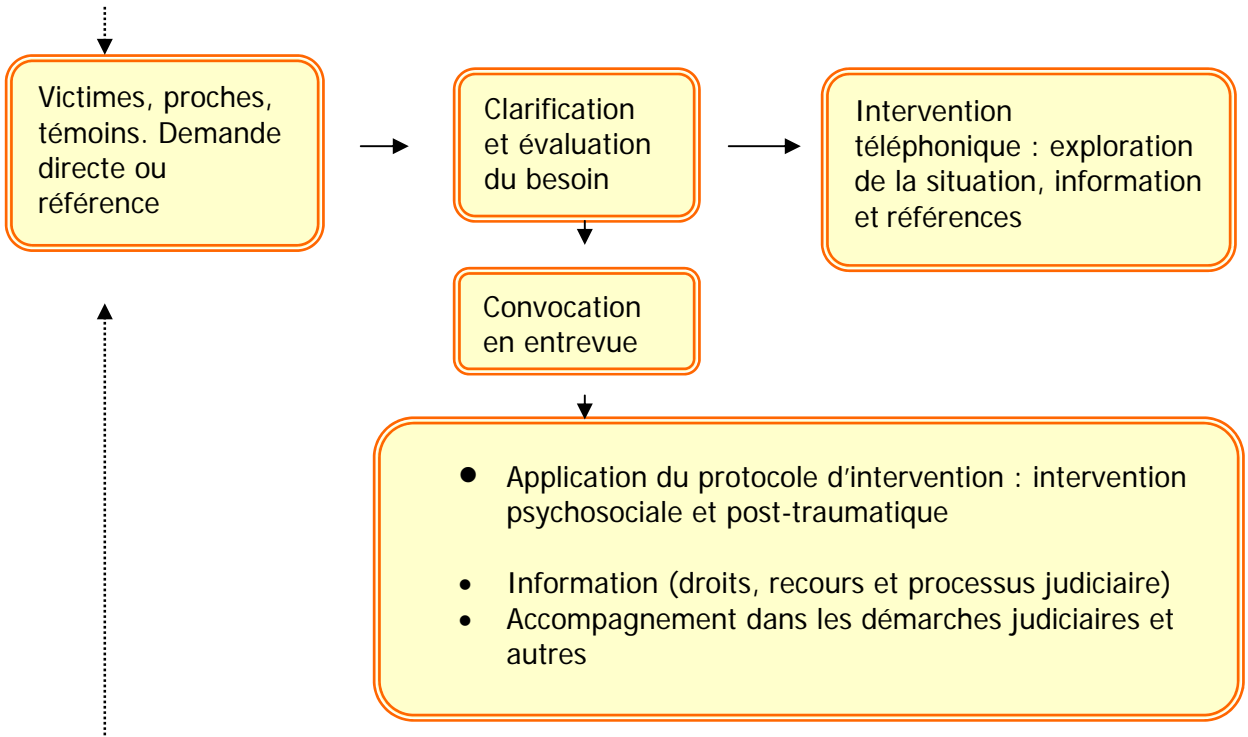 Victimes, proches,
témoins. Demande
directe ou
référence
Clarification
et évaluation
du besoin
Intervention
téléphonique : exploration
de la situation, information
et références
Convocation
en entrevue
• Application du protocole d'intervention : intervention
psychosociale et post-traumatique
• Information (droits, recours et processus judiciaire)
• Accompagnement dans les démarches judiciaires et
autres